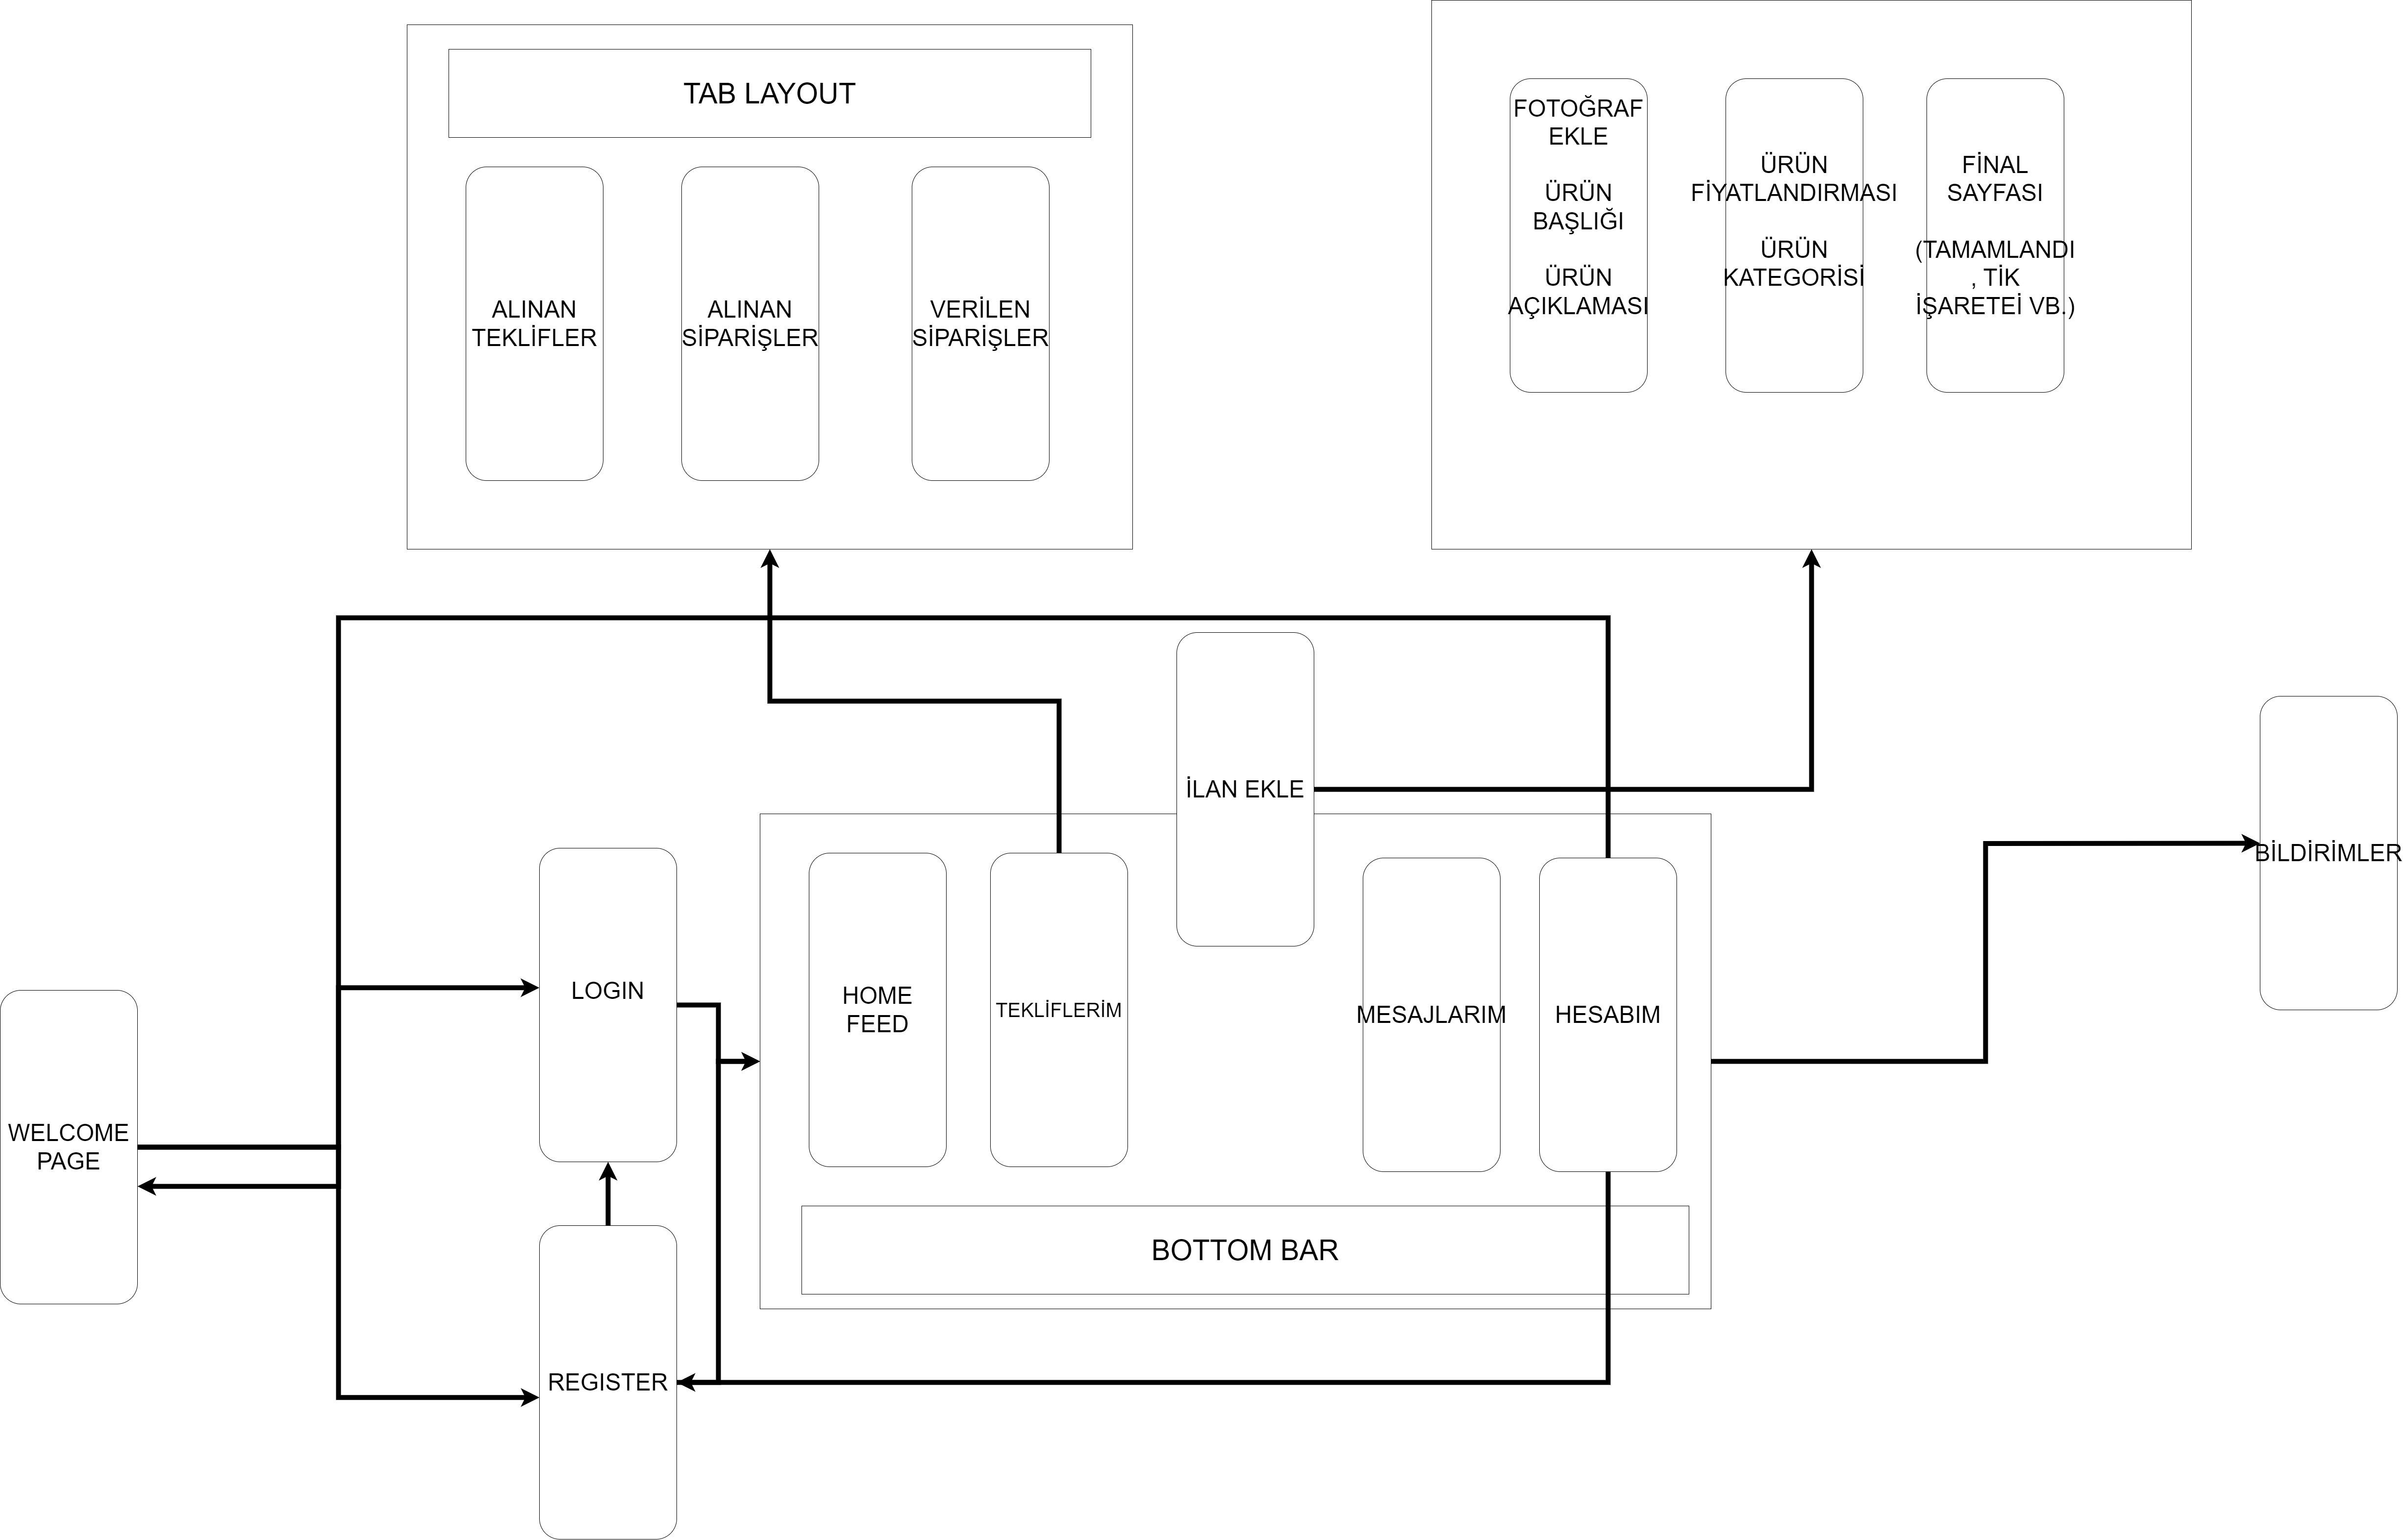 TAB LAYOUT
ALINAN
TEKLİFLER
ALINAN
SİPARİŞLER
VERİLEN
SİPARİŞLER
FOTOĞRAF
EKLE
ÜRÜN
BAŞLIĞI
ÜRÜN
AÇIKLAMASI
ÜRÜN
FİYATLANDIRMASI
ÜRÜN
KATEGORİSİ
FİNAL
SAYFASI
(TAMAMLANDI
, TİK
İŞARETEİ VB.)
İLAN EKLE
BİLDİRİMLER
WELCOME
PAGE
LOGIN
REGISTER
HOME
FEED
TEKLİFLERİM
MESAJLARIM
HESABIM
BOTTOM BAR